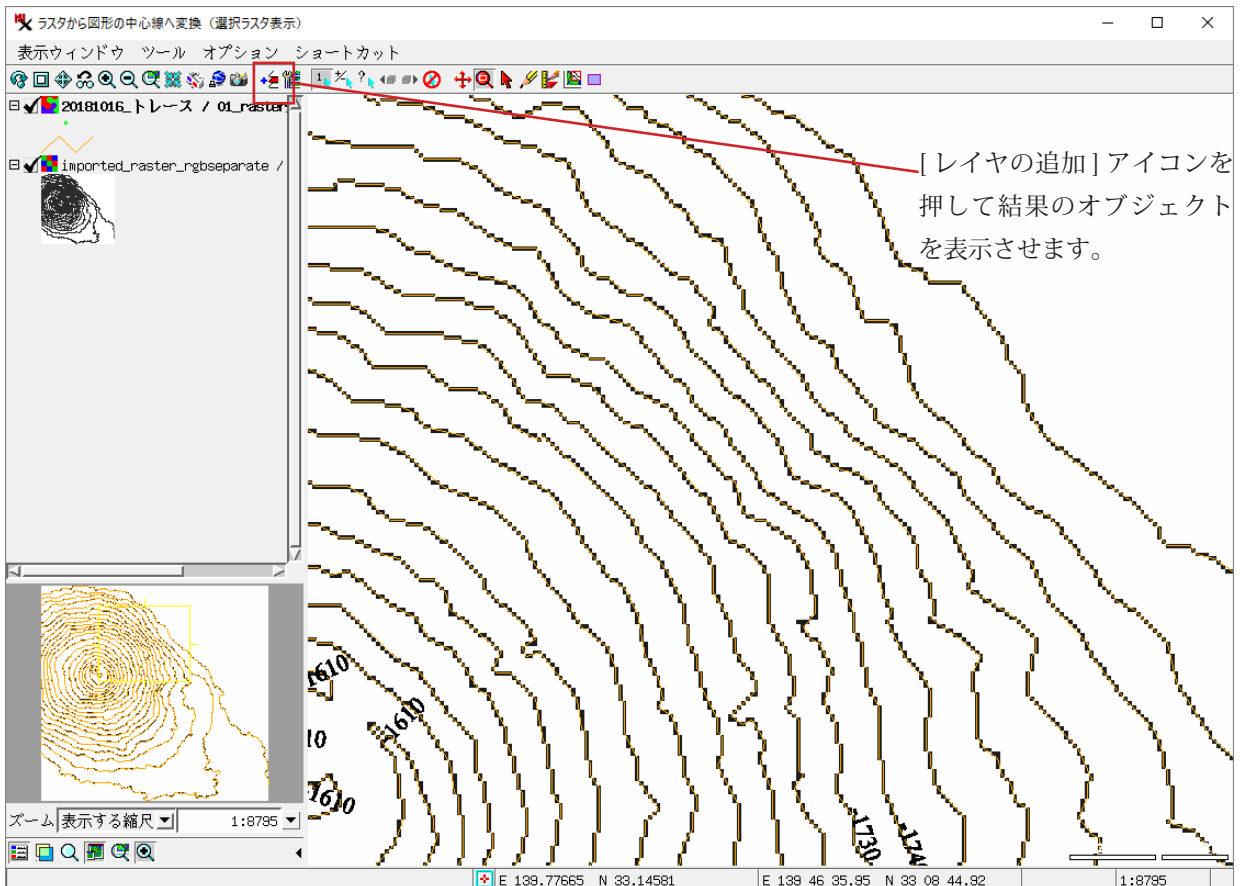 ラスタから図形の中心線へ変換（選択ラスタ表示）
表示ウィンドウ ツール オプション ショートカット
20181016_トレース / 01_raster
imported_raster_rgbseparate /
[ レイヤの追加 ] アイコンを
押して結果のオブジェクト
を表示させます。
1610
1610
10
1610
1730
174
ズーム 表示する縮尺 1:8795
E 139.77665 N 33.14581 E 139 46 35.95 N 33 08 44.92 1:8795